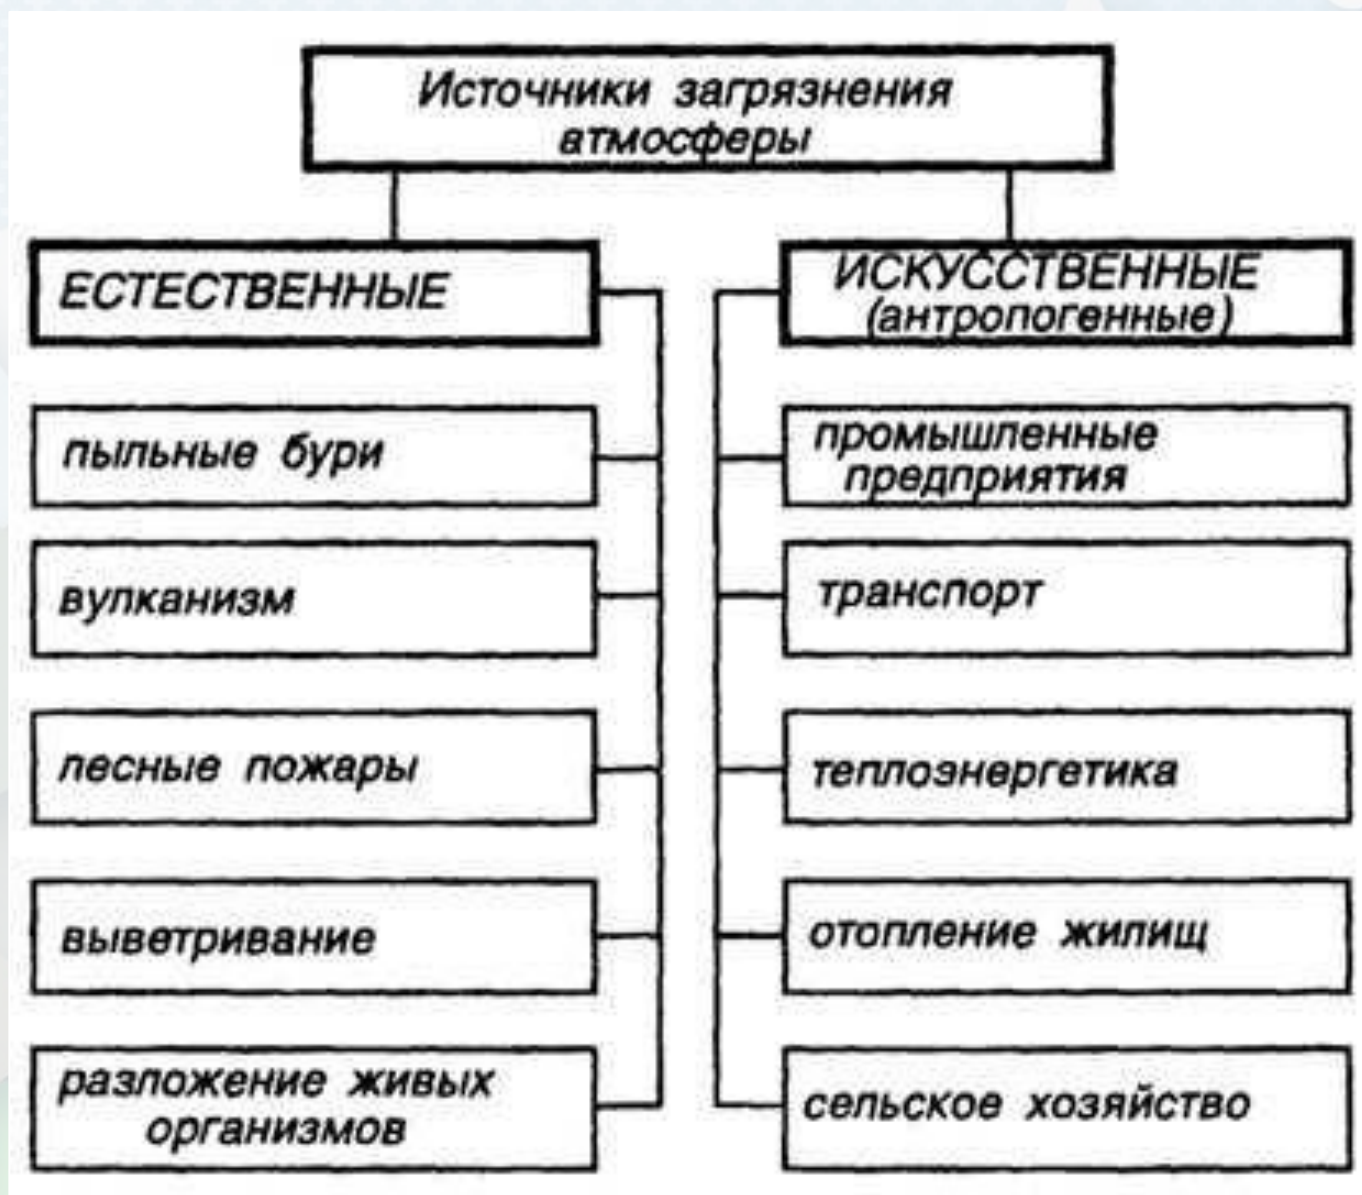 Источники загрязнения
атмосферы
ЕСТЕСТВЕННЫЕ
пыльные бури
вулканизм
лесные пожары
выветривание
разложение живых
организмов
ИСКУССТВЕННЫЕ
(антропогенные)
промышленные
предприятия
транспорт
теплоэнергетика
отопление жилищ
сельское хозяйство